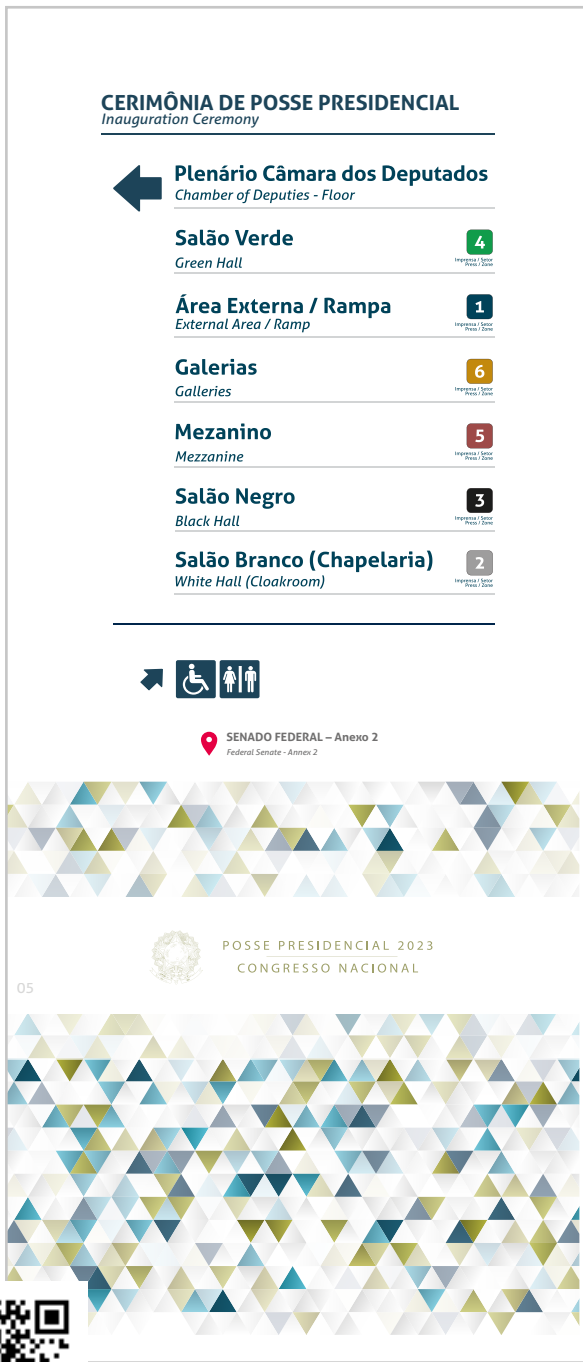 CERIMÔNIA DE POSSE PRESIDENCIAL
Inauguration Ceremony
Plenário Câmara dos Deputados
Chamber of Deputies - Floor
Salão Verde
Green Hall
4
Imprensa / Setor
Press / Zone
Área Externa / Rampa
External Area / Ramp
1
Imprensa / Setor
Press / Zone
Galerias
Galleries
6
Imprensa / Setor
Press / Zone
Mezanino
Mezzanine
5
Imprensa / Setor
Press / Zone
Salão Negro
Black Hall
3
Imprensa / Setor
Press / Zone
Salão Branco (Chapelaria)
White Hall (Cloakroom)
2
Imprensa / Setor
Press / Zone
SENADO FEDERAL – Anexo 2
Federal Senate - Annex 2
POSSE PRESIDENCIAL 2023
CONGRESSO NACIONAL
05